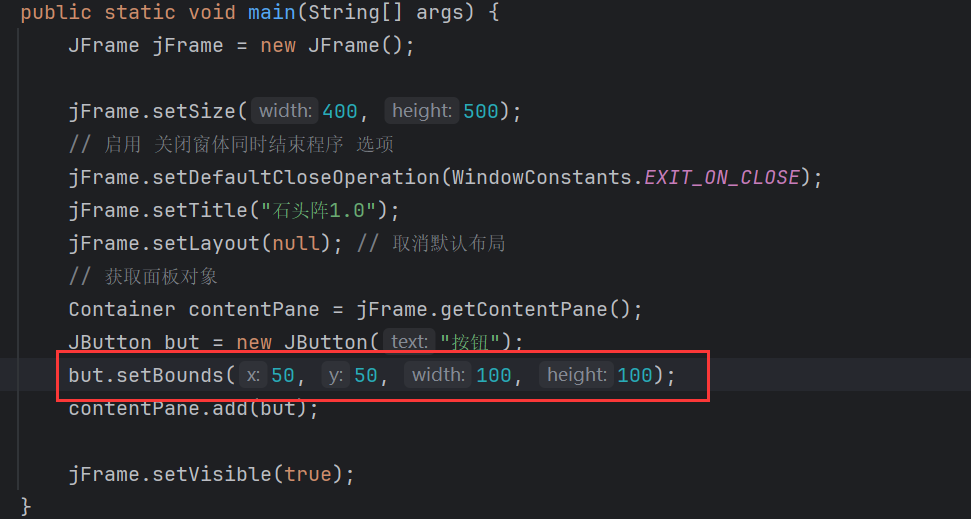 public static void main(String[] args) {
JFrame jFrame = new JFrame();
jFrame.setSize( width: 400, height: 500);
// 启用 关闭窗体同时结束程序 选项
jFrame.setDefaultCloseOperation(WindowConstants.EXIT_ON_CLOSE);
jFrame.setTitle("石头阵1.0");
jFrame.setLayout(null); // 取消默认布局
// 获取面板对象
Container contentPane = jFrame.getContentPane();
JButton but = new JButton( text: "按钮");
but.setBounds( x: 50, y: 50, width: 100, height: 100);
contentPane.add(but);
jFrame.setVisible(true);
}